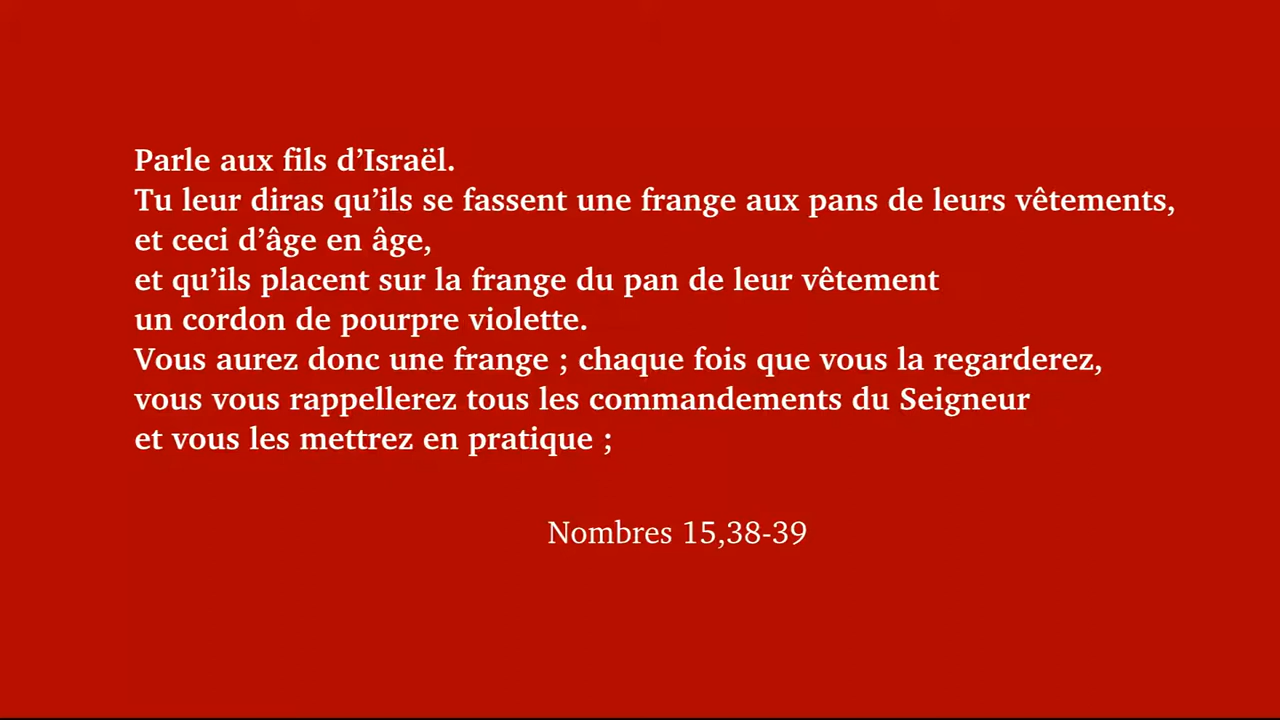 Parle aux fils d’Israël.
Tu leur diras qu’ils se fassent une frange aux pans de leurs vêtements,
et ceci d’âge en âge,
et qu’ils placent sur la frange du pan de leur vêtement
un cordon de pourpre violette.
Vous aurez donc une frange ; chaque fois que vous la regarderez,
vous vous rappellerez tous les commandements du Seigneur
et vous les mettrez en pratique ;
Nombres 15,38-39